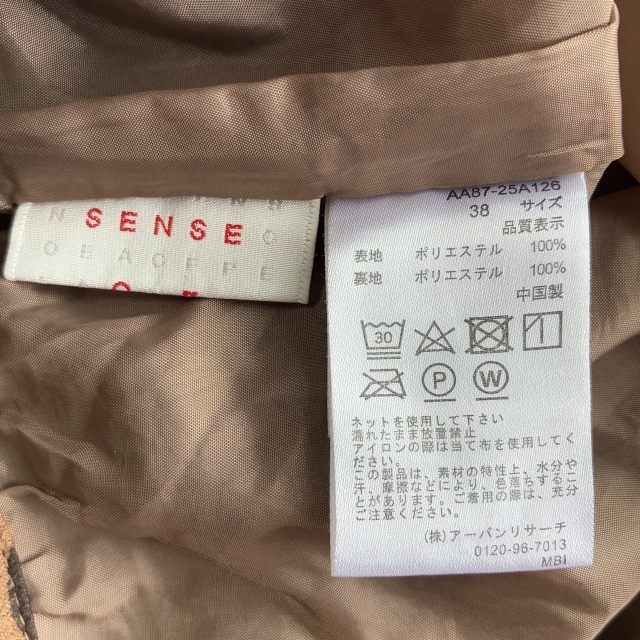 N S
SENSE
N C
OBEACFPE
EA
AA87-25A126
38 サイズ
品質表示
表地 ポリエステル 100%
裏地 ポリエステル 100%
中国製
30
P W
ネットを使用して下さい
濡れたまま放置禁止
アイロンの際は当て布を使用してく
ださい。
この製品は、素材の特性上、水分や
汗、摩擦などにより、色落ちするこ
とがあります。ご着用の際は、充分
ご注意ください。
(株)アーバンリサーチ
0120-96-7013
MBI